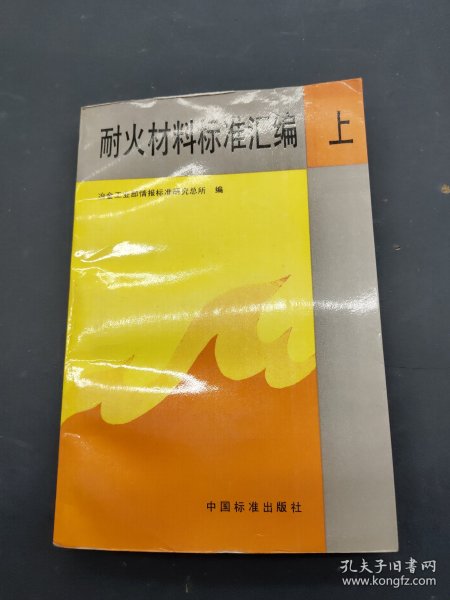 耐火材料标准汇编 上
冶金工业部情报标准研究总所 编
中国标准出版社
孔夫子旧书网
www.kongfz.com